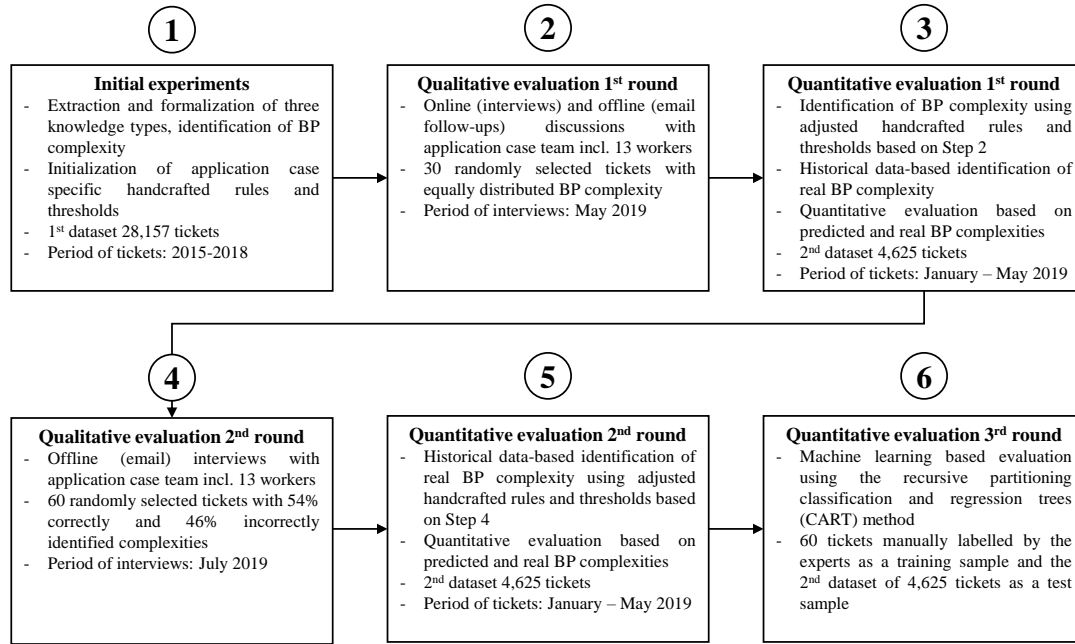 1
Initial experiments
- Extraction and formalization of three
knowledge types, identification of BP
complexity
- Initialization of application case
specific handcrafted rules and
thresholds
- 1st dataset 28,157 tickets
- Period of tickets: 2015-2018
2
Qualitative evaluation 1st round
- Online (interviews) and offline (email
follow-ups) discussions with
application case team incl. 13 workers
- 30 randomly selected tickets with
equally distributed BP complexity
- Period of interviews: May 2019
3
Quantitative evaluation 1st round
- Identification of BP complexity using
adjusted handcrafted rules and
thresholds based on Step 2
- Historical data-based identification of
real BP complexity
- Quantitative evaluation based on
predicted and real BP complexities
- 2nd dataset 4,625 tickets
- Period of tickets: January – May 2019
4
Qualitative evaluation 2nd round
- Offline (email) interviews with
application case team incl. 13 workers
- 60 randomly selected tickets with 54%
correctly and 46% incorrectly
identified complexities
- Period of interviews: July 2019
5
Quantitative evaluation 2nd round
- Historical data-based identification of
real BP complexity using adjusted
handcrafted rules and thresholds based
on Step 4
- Quantitative evaluation based on
predicted and real BP complexities
- 2nd dataset 4,625 tickets
- Period of tickets: January – May 2019
6
Quantitative evaluation 3rd round
- Machine learning based evaluation
using the recursive partitioning
classification and regression trees
(CART) method
- 60 tickets manually labelled by the
experts as a training sample and the
2nd dataset of 4,625 tickets as a test
sample